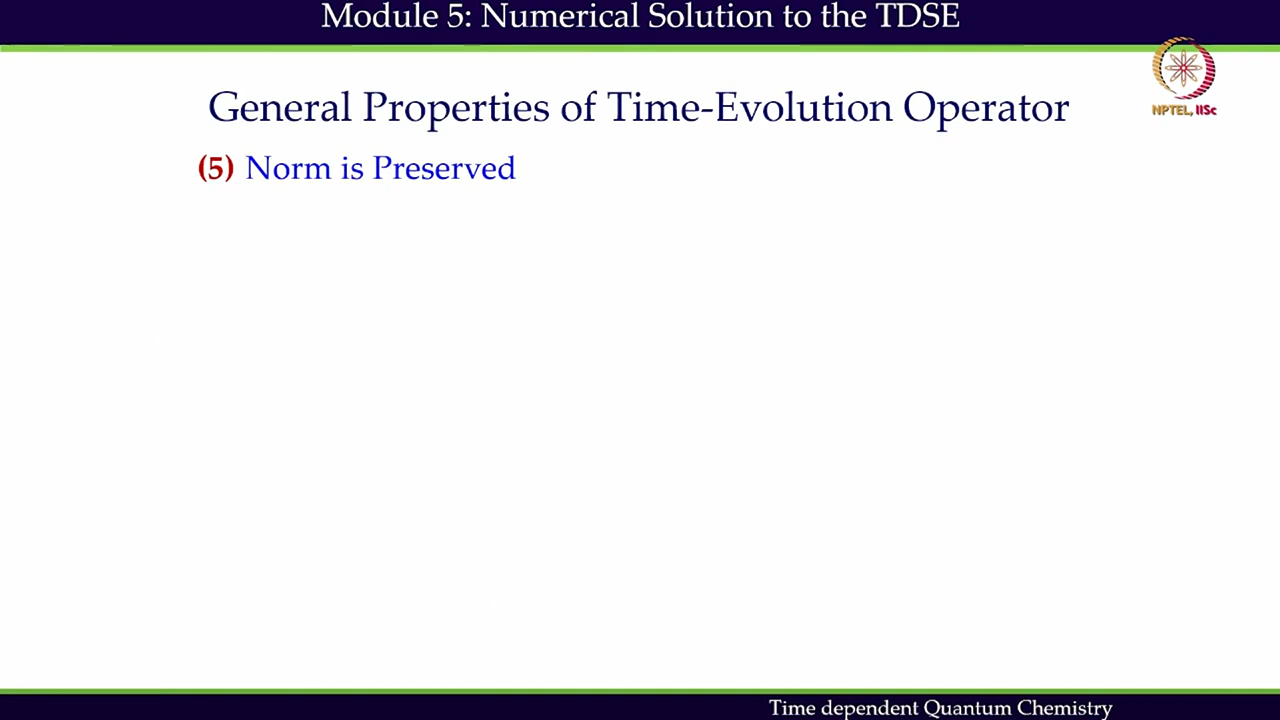 Module 5: Numerical Solution to the TDSE
NPTEL, IISc
General Properties of Time-Evolution Operator
(5) Norm is Preserved
Time dependent Quantum Chemistry